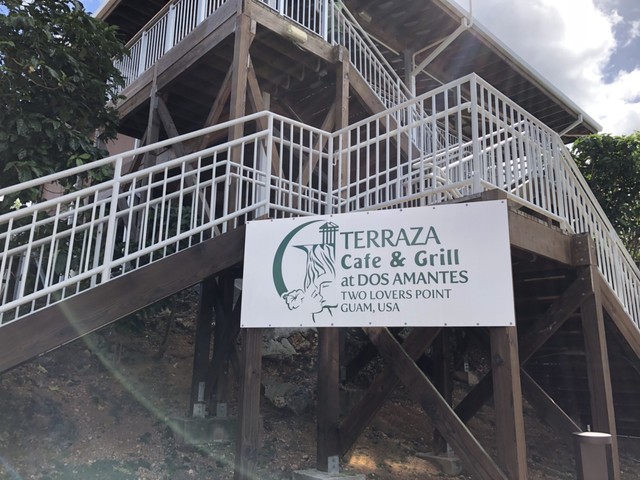 TERRAZA
Cafe & Grill
at DOS AMANTES
TWO LOVERS POINT
GUAM, USA